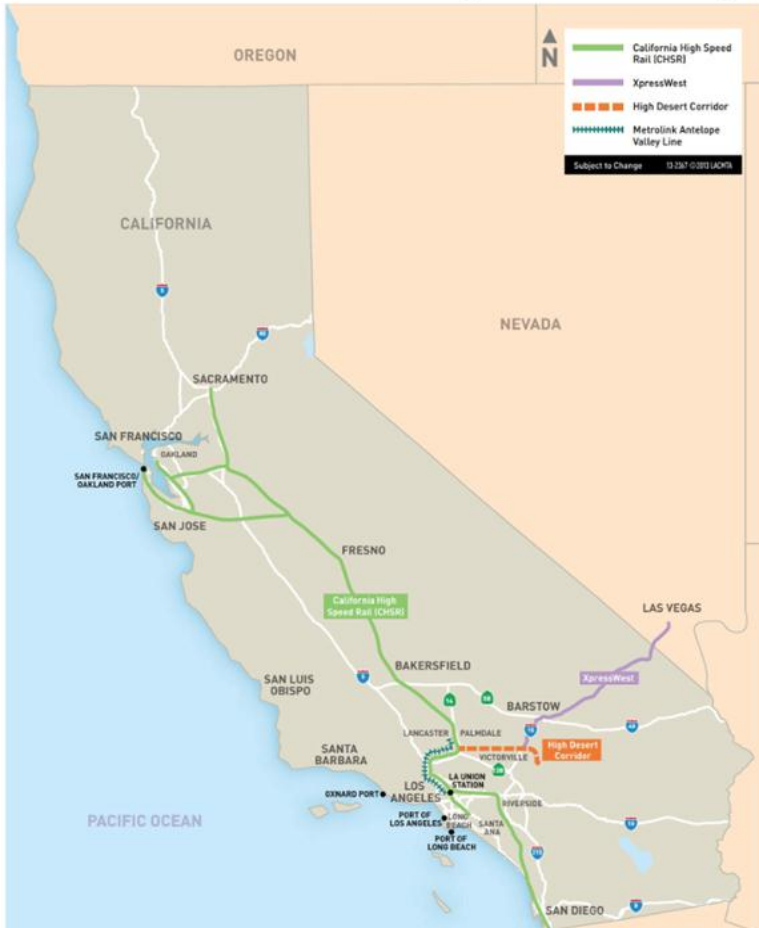 OREGON
N
California High Speed
Rail (CHSR)
XpressWest
High Desert Corridor
Metrolink Antelope
Valley Line
Subject to Change 13-2367 ©2013 LACMTA
CALIFORNIA
5
80
NEVADA
SACRAMENTO
SAN FRANCISCO
OAKLAND
SAN FRANCISCO/
OAKLAND PORT
SAN JOSE
FRESNO
California High
Speed Rail (CHSR)
LAS VEGAS
BAKERSFIELD
XpressWest
SAN LUIS
OBISPO
5
14
58
BARSTOW
15
40
LANCASTER
PALMDALE
High Desert
Corridor
SANTA
BARBARA
VICTORVILLE
LOS
ANGELES
LA UNION
STATION
OXNARD PORT
RIVERSIDE
PORT OF
LOS ANGELES
LONG
BEACH
SANTA
ANA
10
PACIFIC OCEAN
PORT OF
LONG BEACH
215
SAN DIEGO
8